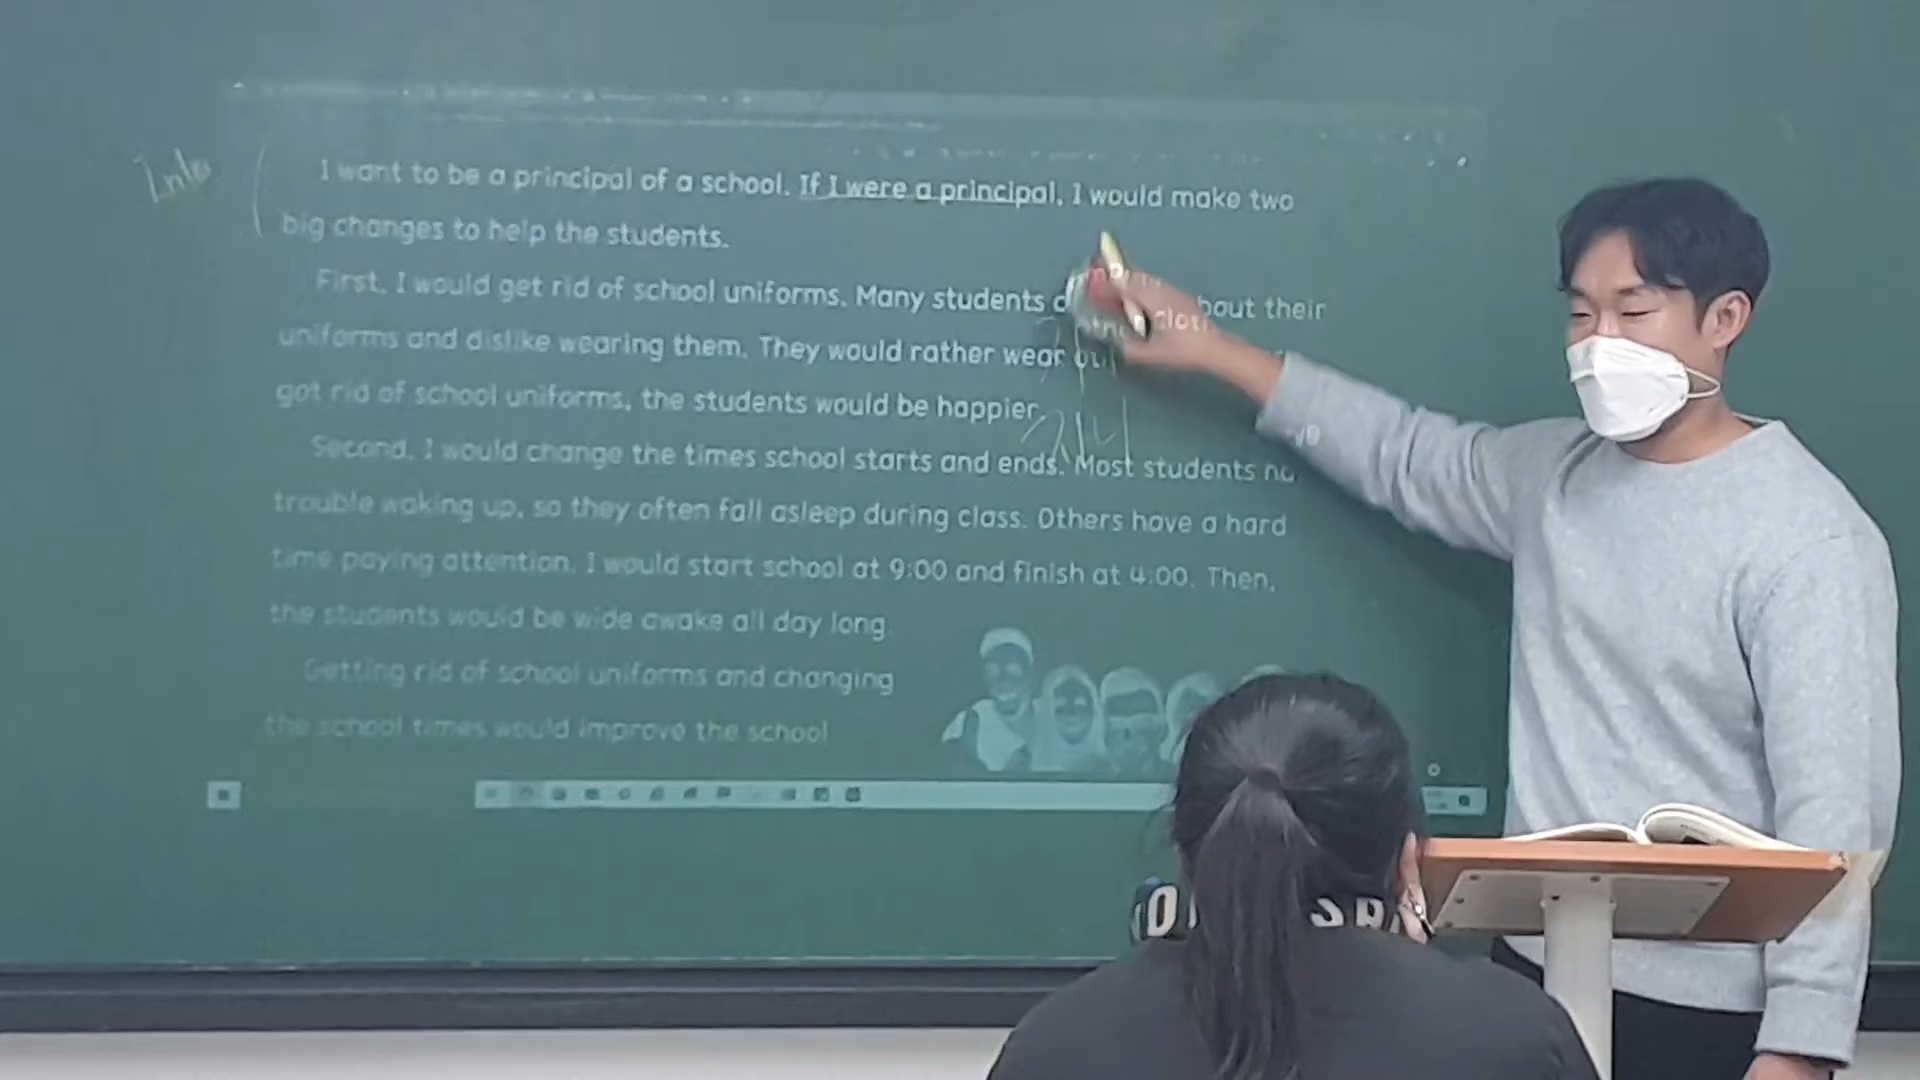 Into
I want to be a principal of a school. If I were a principal, I would make two
big changes to help the students.
First, I would get rid of school uniforms. Many students about their
uniforms and dislike wearing them. They would rather wear
got rid of school uniforms, the students would be happier.
Second, I would change the times school starts and ends. Most students
trouble waking up, so they often fall asleep during class. Others have a hard
time paying attention. I would start school at 9:00 and finish at 4:00. Then,
the students would be wide awake all day long.
Getting rid of school uniforms and changing
the school times would improve the school